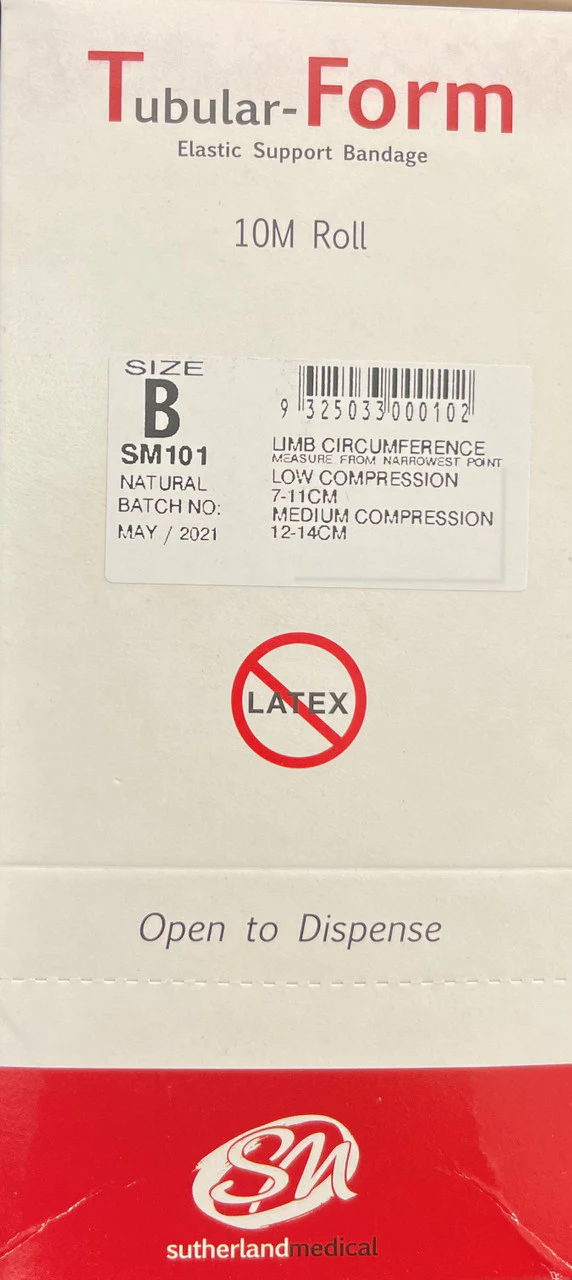 Tubular-Form
Elastic Support Bandage
10M Roll
SIZE
B
SM101
NATURAL
BATCH NO:
MAY / 2021
9 325033 000102
LIMB CIRCUMFERENCE
MEASURE FROM NARROWEST POINT
LOW COMPRESSION
7-11CM
MEDIUM COMPRESSION
12-14CM
LATEX
Open to Dispense
SM
sutherlandmedical